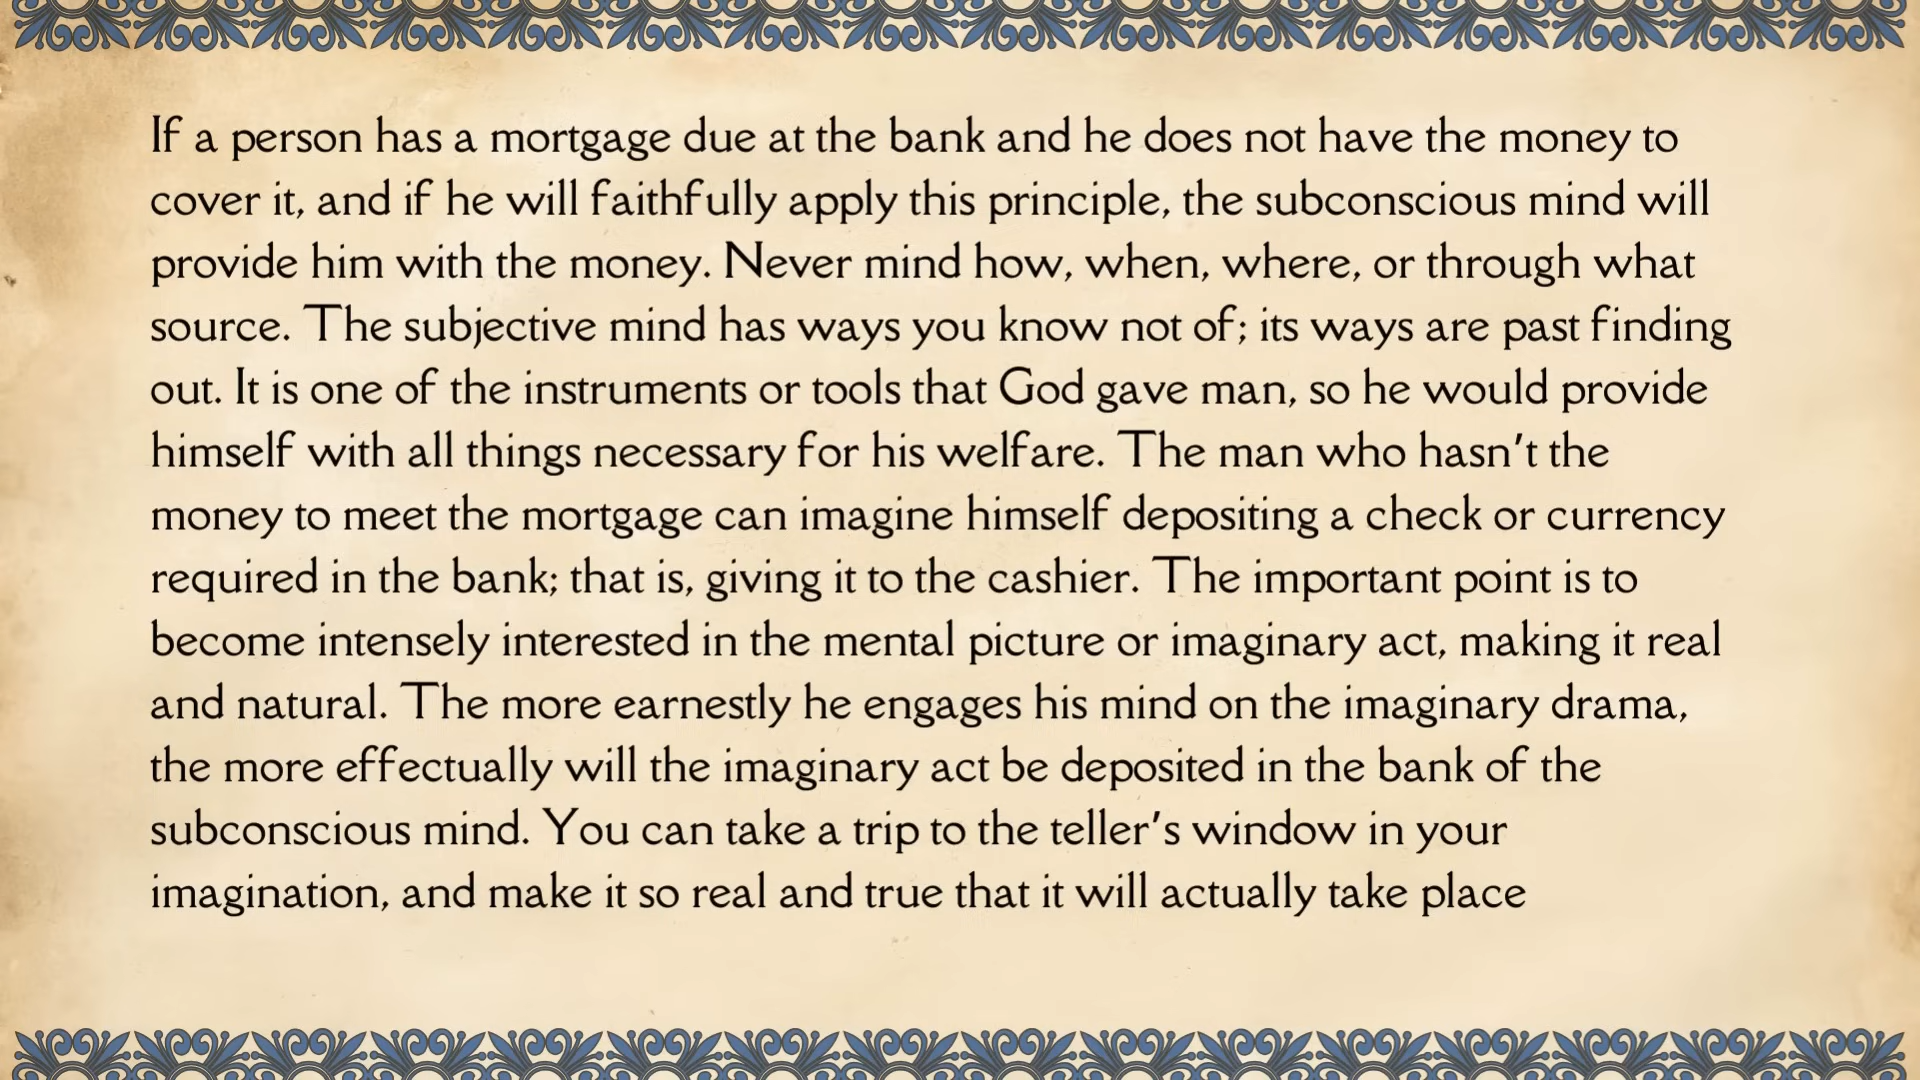 If a person has a mortgage due at the bank and he does not have the money to
cover it, and if he will faithfully apply this principle, the subconscious mind will
provide him with the money. Never mind how, when, where, or through what
source. The subjective mind has ways you know not of; its ways are past finding
out. It is one of the instruments or tools that God gave man, so he would provide
himself with all things necessary for his welfare. The man who hasn't the
money to meet the mortgage can imagine himself depositing a check or currency
required in the bank; that is, giving it to the cashier. The important point is to
become intensely interested in the mental picture or imaginary act, making it real
and natural. The more earnestly he engages his mind on the imaginary drama,
the more effectually will the imaginary act be deposited in the bank of the
subconscious mind. You can take a trip to the teller's window in your
imagination, and make it so real and true that it will actually take place